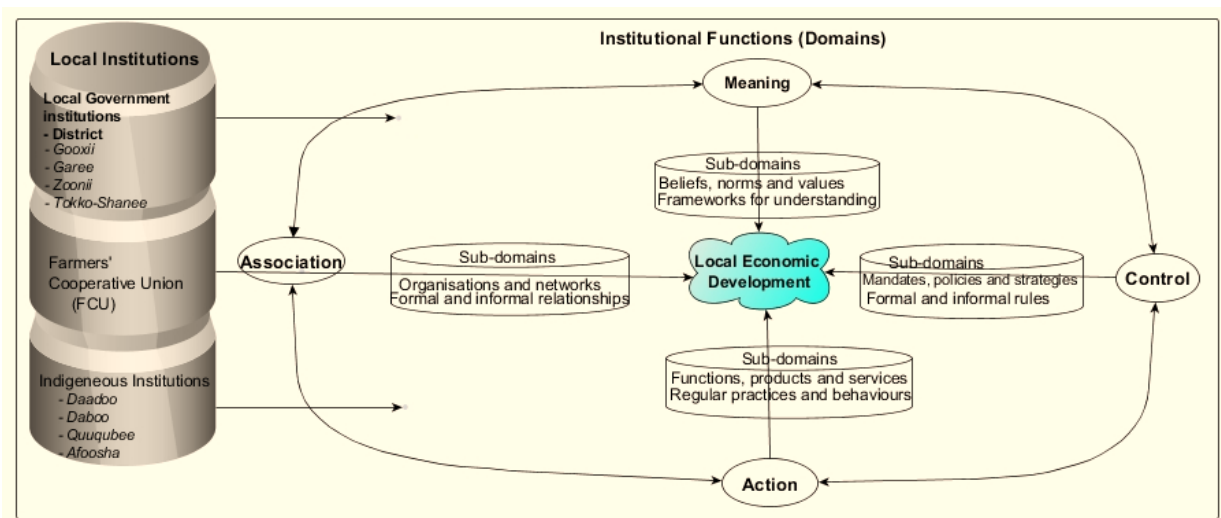 Institutional Functions (Domains)
Local Institutions
Local Government
institutions
- District
- Gooxii
- Garee
- Zoonii
- Tokko-Shanee
Farmers'
Cooperative Union
(FCU)
Indigeneous Institutions
- Daadoo
- Daboo
- Quuqubee
- Afoosha
Meaning
Sub-domains
Beliefs, norms and values
Frameworks for understanding
Association
Sub-domains
Organisations and networks
Formal and informal relationships
Local Economic
Development
Sub-domains
Mandates, policies and strategies
Formal and informal rules
Control
Sub-domains
Functions, products and services
Regular practices and behaviours
Action